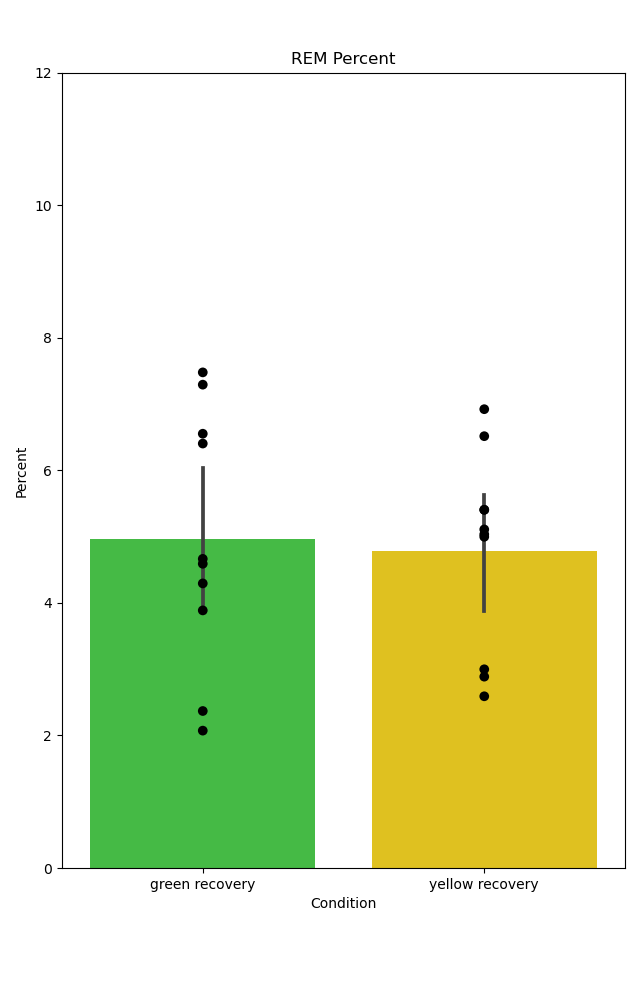 REM Percent
12
10
8
6
4
2
0
Percent
green recovery
yellow recovery
Condition